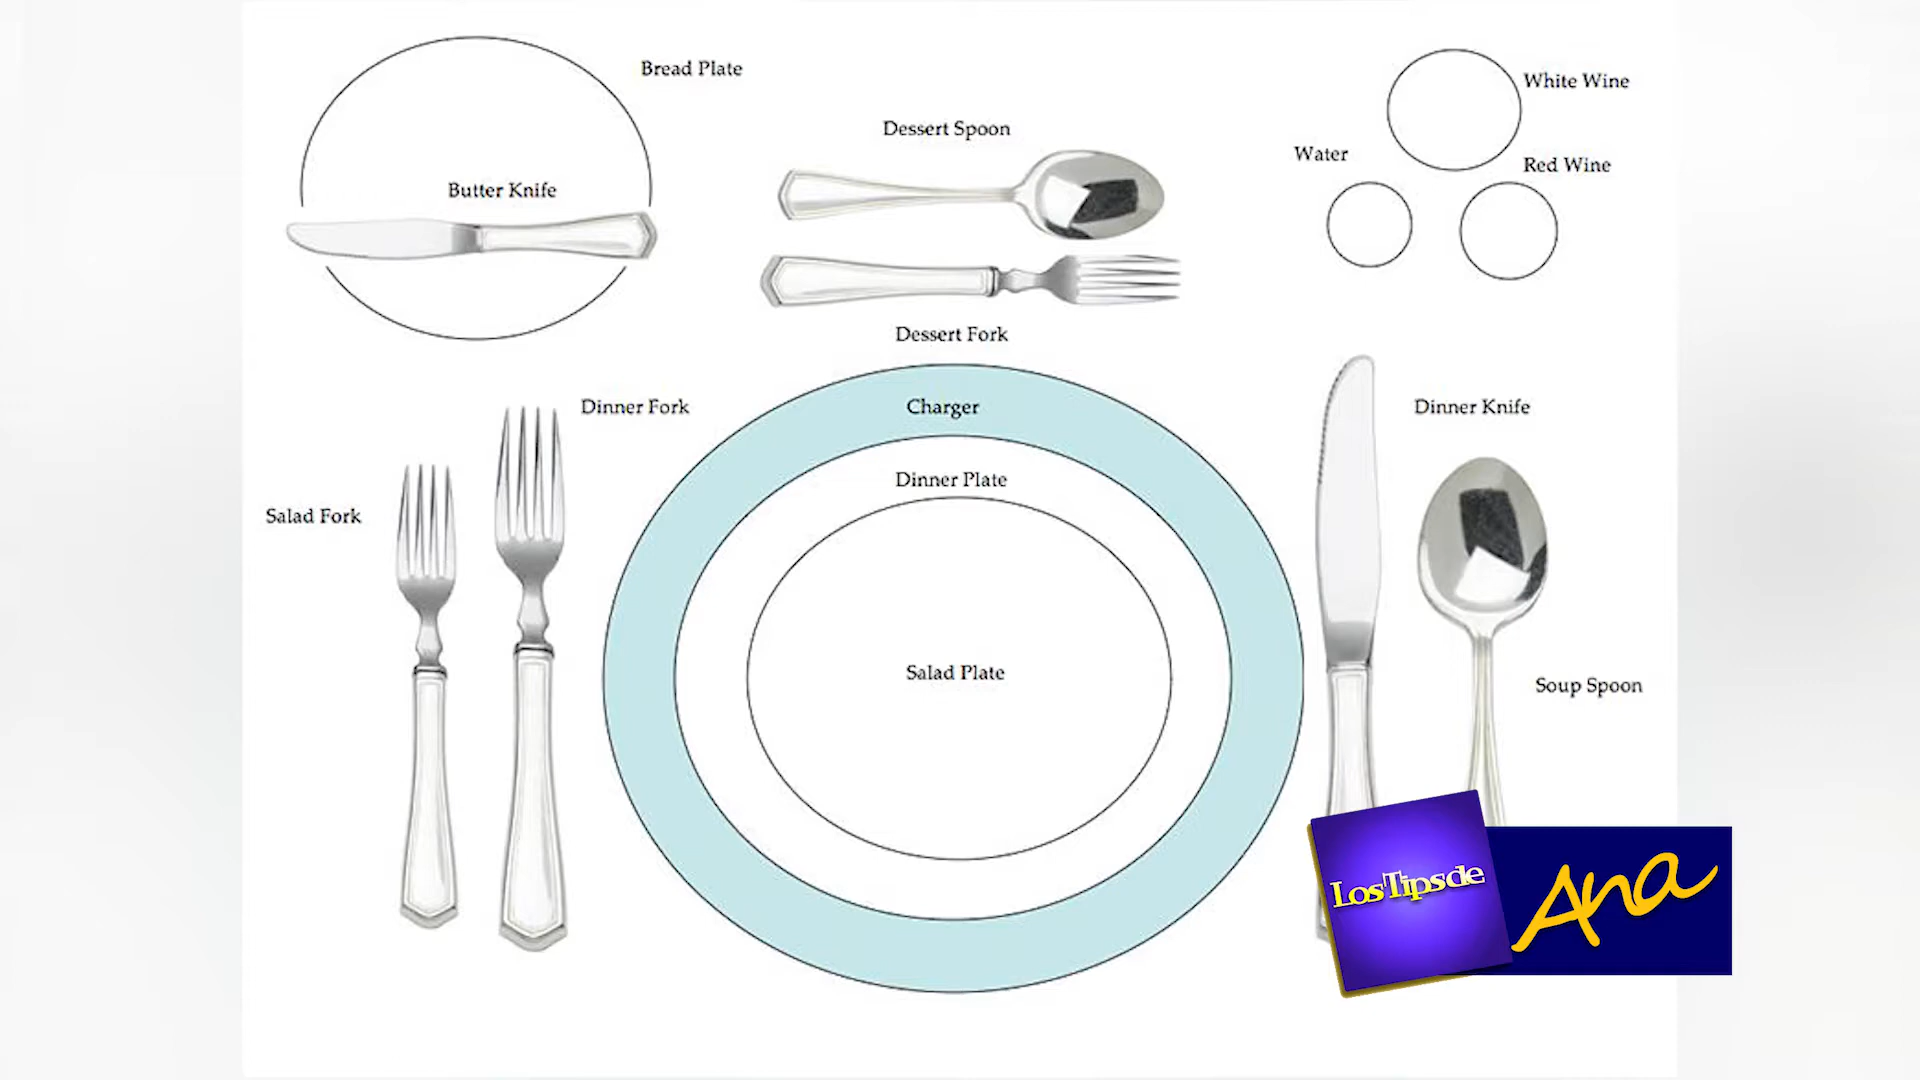 Bread Plate
White Wine
Dessert Spoon
Water
Red Wine
Butter Knife
Dessert Fork
Dinner Fork
Charger
Dinner Knife
Dinner Plate
Salad Fork
Salad Plate
Soup Spoon
Los Tips de
Ana